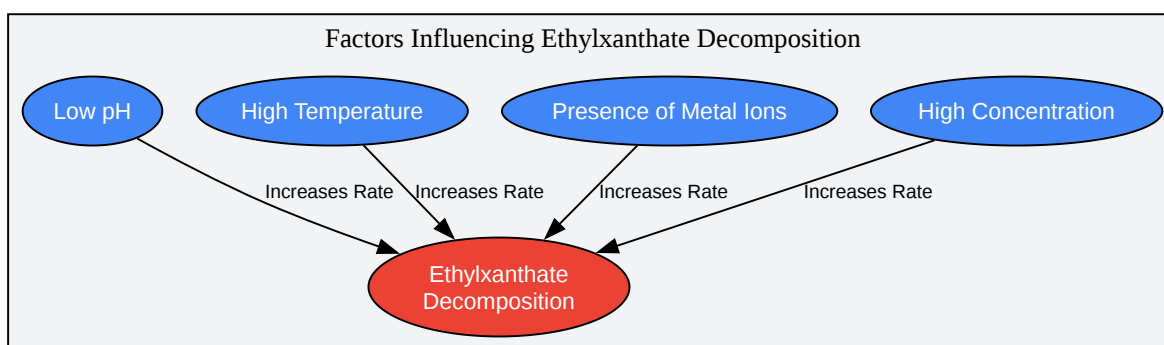 Factors Influencing Ethylxanthate Decomposition
Low pH
High Temperature
Presence of Metal Ions
High Concentration
Increases Rate
Increases Rate
Increases Rate
Increases Rate
Ethylxanthate
Decomposition